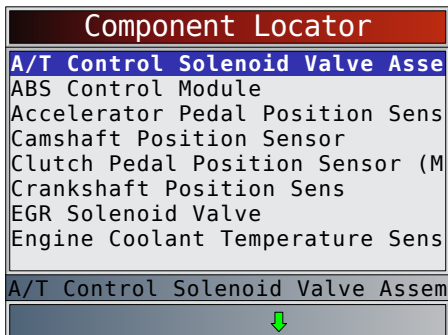 Component Locator
A/T Control Solenoid Valve Asse
ABS Control Module
Accelerator Pedal Position Sens
Camshaft Position Sensor
Clutch Pedal Position Sensor (M
Crankshaft Position Sens
EGR Solenoid Valve
Engine Coolant Temperature Sens
A/T Control Solenoid Valve Assem